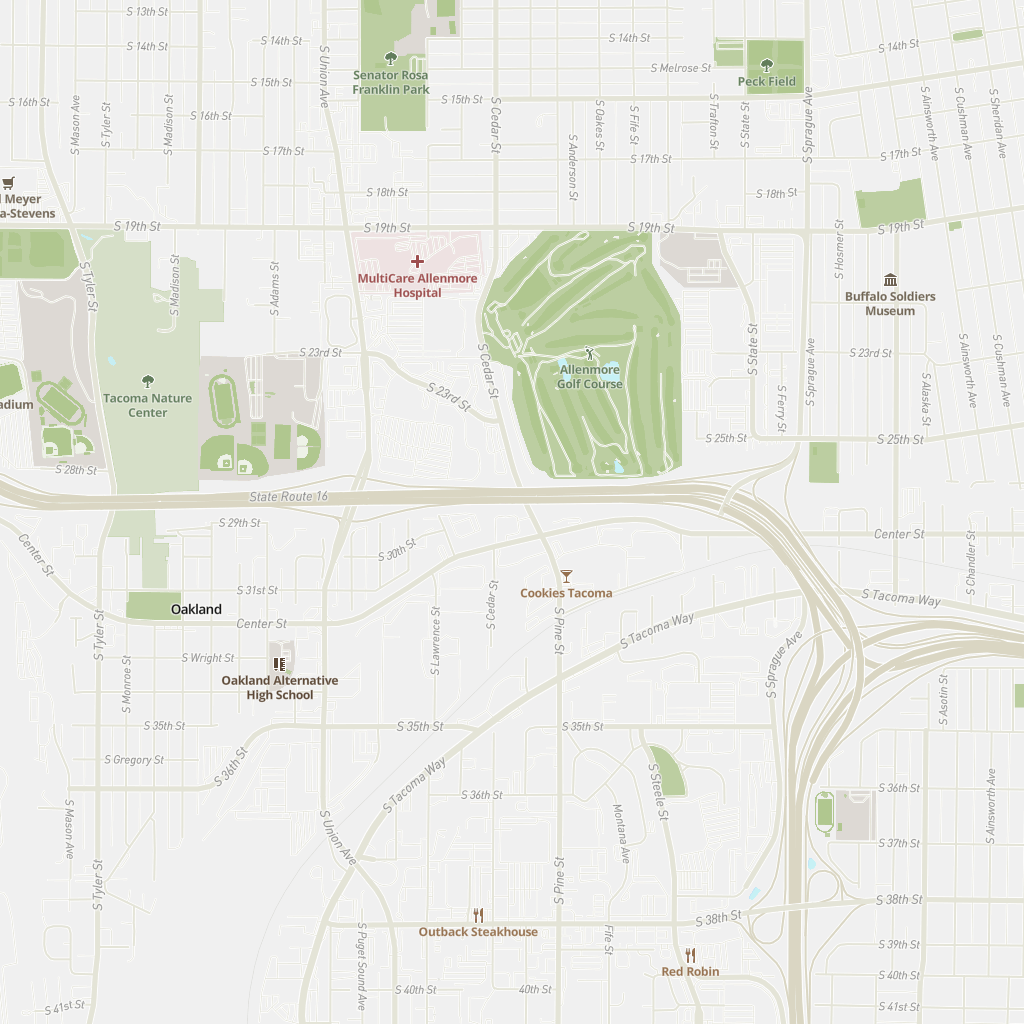 S 13th St
S 14th St
S 14th St
S 14th St
S 14th St
S Union Ave
Senator Rosa
Franklin Park
S Melrose St
Peck Field
S 15th St
S 15th St
S 16th St
S 16th St
S Mason Ave
S Tyler St
S Madison St
S Cedar St
S Anderson St
S Oakes St
S Fife St
S Trafton St
S State St
S Sprague Ave
S Ainsworth Ave
S Cushman Ave
S Sheridan Ave
S 17th St
S 17th St
S 17th St
S 18th St
S 18th St
l Meyer
a-Stevens
S 19th St
S 19th St
S 19th St
S 19th St
S Tyler St
S Madison St
S Adams St
MultiCare Allenmore
Hospital
S Hosmer St
Buffalo Soldiers
Museum
S 23rd St
S 23rd St
S 23rd St
S Cedar St
Allenmore
Golf Course
S State St
S Ferry St
S Sprague Ave
S Alaska St
S Ainsworth Ave
S Cushman Ave
adium
Tacoma Nature
Center
S 25th St
S 25th St
S 28th St
State Route 16
S 29th St
S 30th St
Center St
Center St
S Chandler St
S 31st St
Oakland
Center St
S Cedar St
Cookies Tacoma
S Pine St
S Tacoma Way
S Tacoma Way
S Tyler St
S Lawrence St
S Wright St
S Monroe St
Oakland Alternative
High School
S Sprague Ave
S Asotin St
S 35th St
S 35th St
S 35th St
S Gregory St
S 36th St
S Tacoma Way
S 36th St
S Steele St
S 36th St
S Mason Ave
S Union Ave
Montana Ave
S Ainsworth Ave
S 37th St
S Tyler St
S Pine St
S 38th St
S 38th St
Outback Steakhouse
S Puget Sound Ave
Fife St
S 39th St
Red Robin
S 40th St
40th St
S 40th St
S 41st St
S 41st St